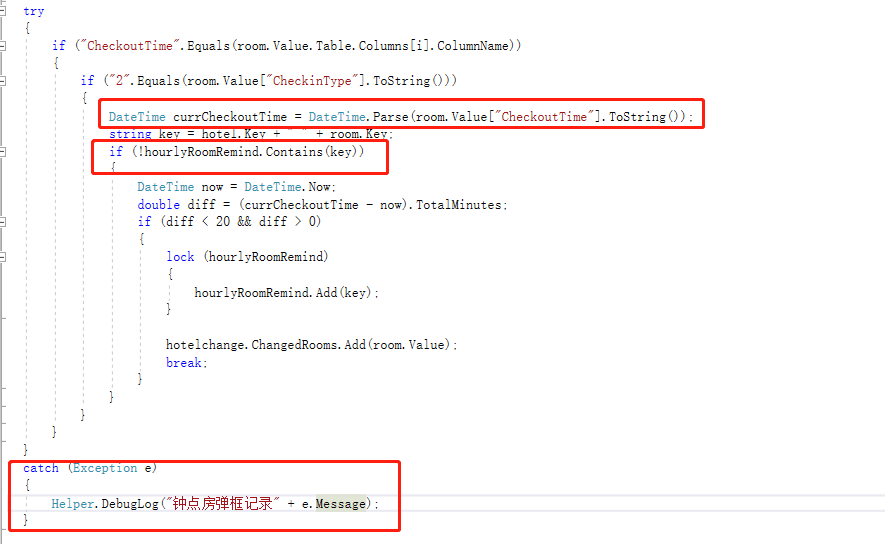 try
{
if ("CheckoutTime".Equals(room.Value.Table.Columns[i].ColumnName))
{
if ("2".Equals(room.Value["CheckinType"].ToString()))
{
DateTime currCheckoutTime = DateTime.Parse(room.Value["CheckoutTime"].ToString());
string key = hotel.Key + " " + room.Key;
if (!hourlyRoomRemind.Contains(key))
{
DateTime now = DateTime.Now;
double diff = (currCheckoutTime - now).TotalMinutes;
if (diff < 20 && diff > 0)
{
lock (hourlyRoomRemind)
{
hourlyRoomRemind.Add(key);
}
hotelchange.ChangedRooms.Add(room.Value);
break;
}
}
}
}
}
catch (Exception e)
{
Helper.DebugLog("钟点房弹框记录" + e.Message);
}